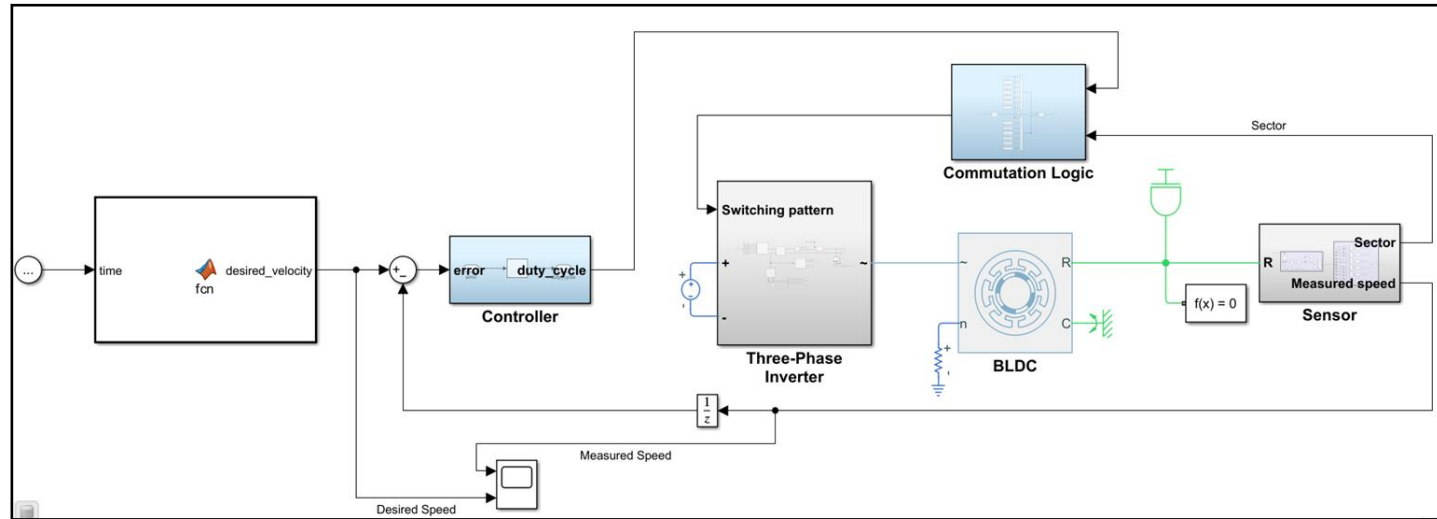 Sector
Commutation Logic
Switching pattern
+
-
~
+
-
Three-Phase
Inverter
...
time
fcn
desired_velocity
+
-
error
duty_cycle
Controller
~
n
R
C
BLDC
+
-
f(x) = 0
R
Sector
Measured speed
Sensor
1
z
Measured Speed
Desired Speed